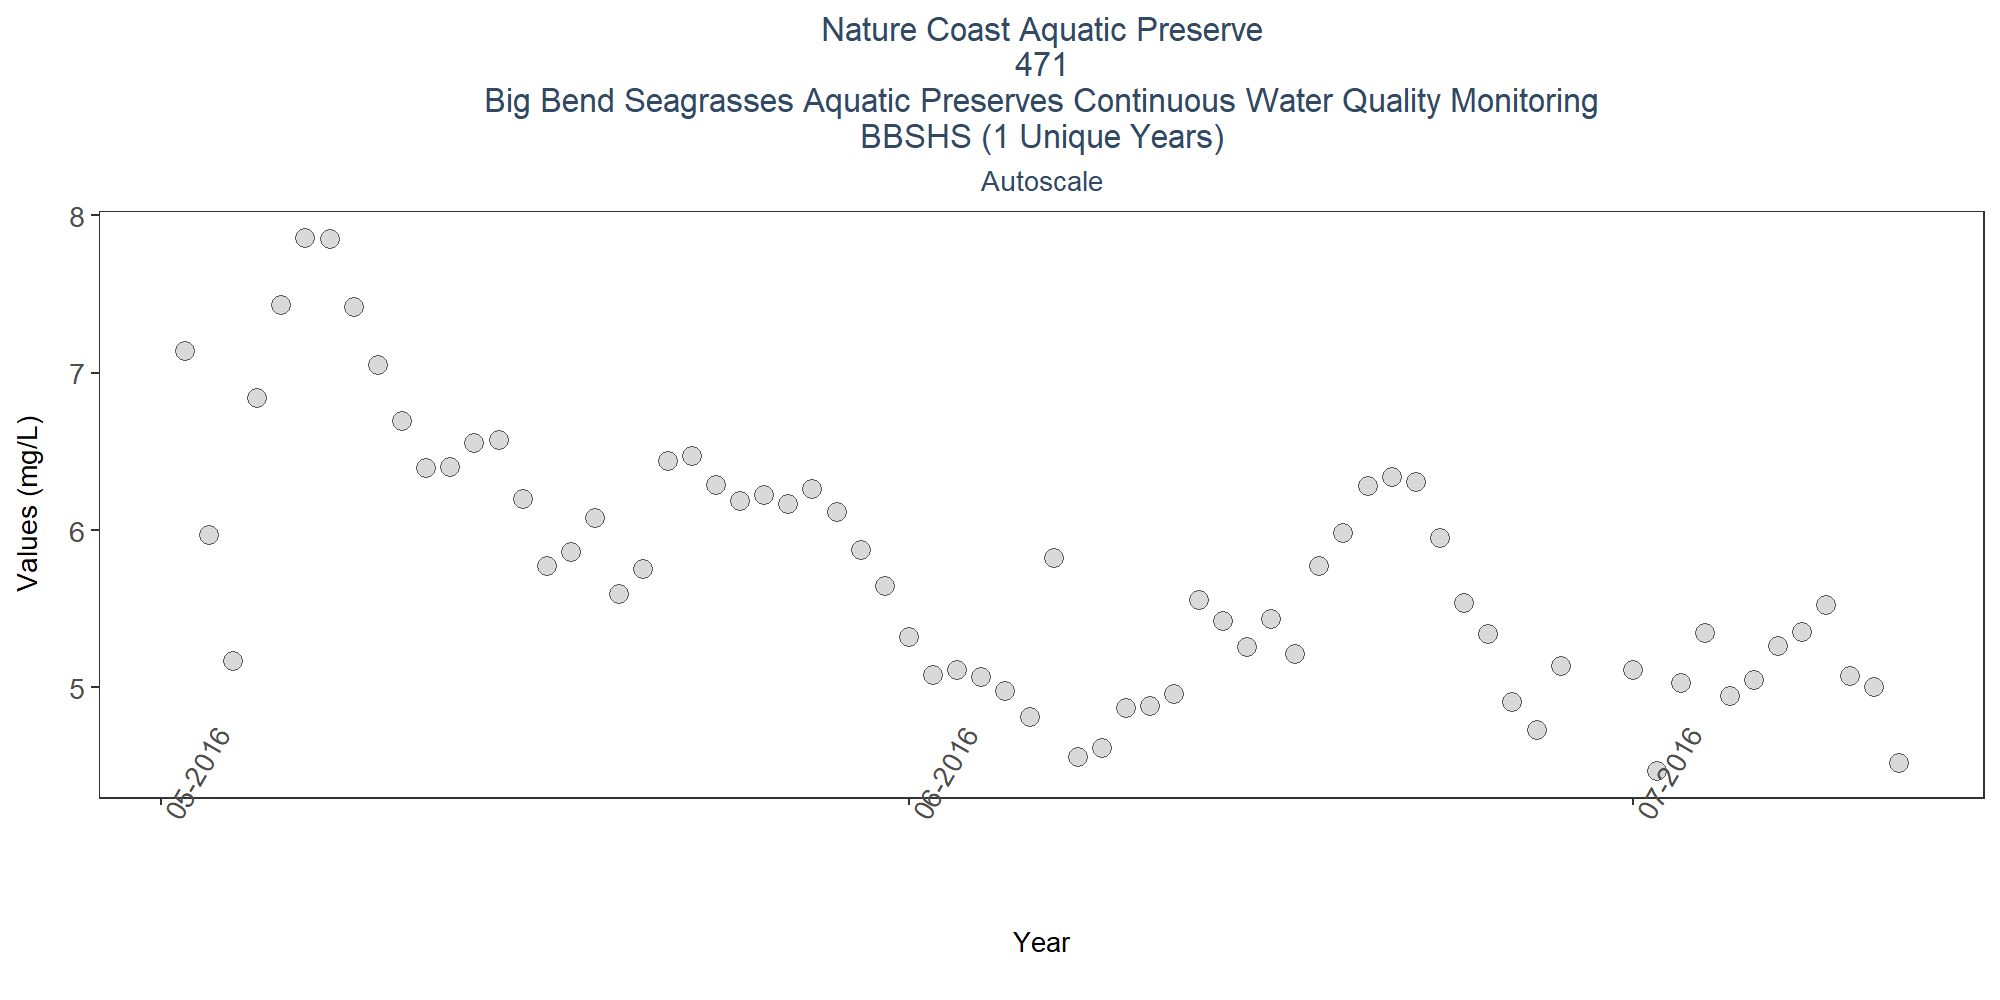 Nature Coast Aquatic Preserve
471
Big Bend Seagrasses Aquatic Preserves Continuous Water Quality Monitoring
BBSHS (1 Unique Years)
Autoscale
8
7
6
5
Values (mg/L)
05-2016
06-2016
07-2016
Year